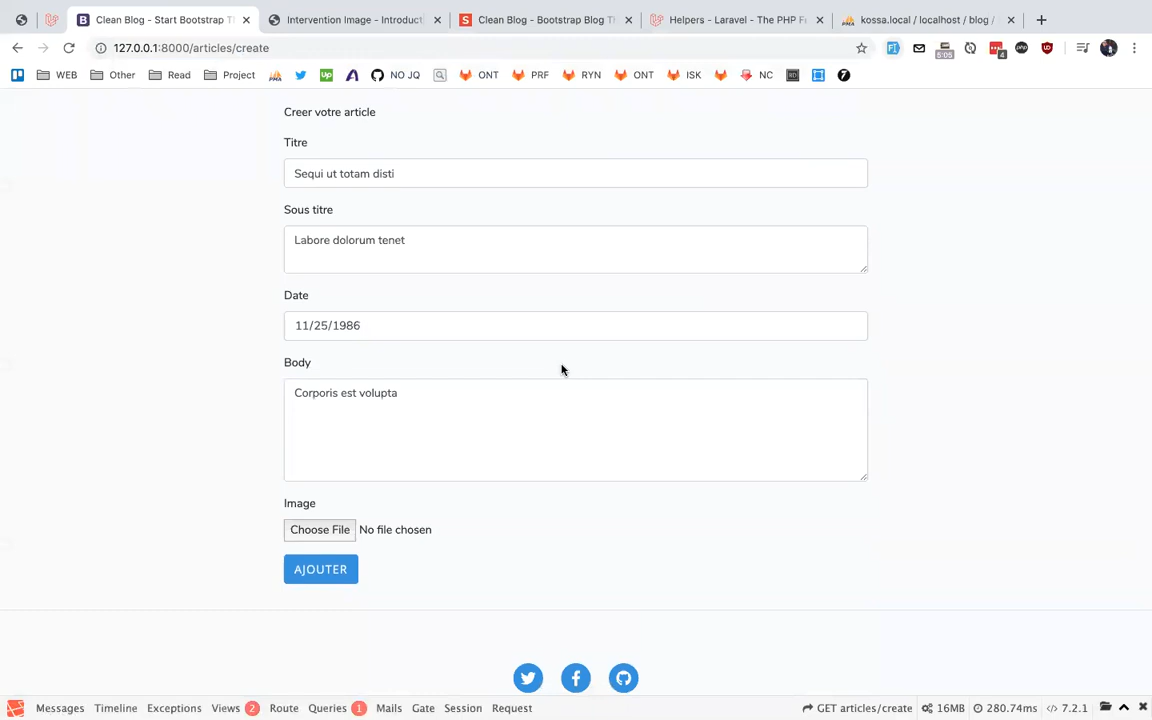 Clean Blog - Start Bootstrap T
Intervention Image - Introduct
Clean Blog - Bootstrap Blog T
Helpers - Laravel - The PHP F
kossa.local / localhost / blog /
127.0.0.1:8000/articles/create
5:05
4
WEB
Other
Read
Project
Up
NO JQ
ONT
PRF
RYN
ONT
ISK
NC
Creer votre article
Titre
Sequi ut totam disti
Sous titre
Labore dolorum tenet
Date
11/25/1986
Body
Corporis est volupta
Image
Choose File No file chosen
AJOUTER
Messages Timeline Exceptions Views 2 Route Queries 1 Mails Gate Session Request GET articles/create 16MB 280.74ms 7.2.1